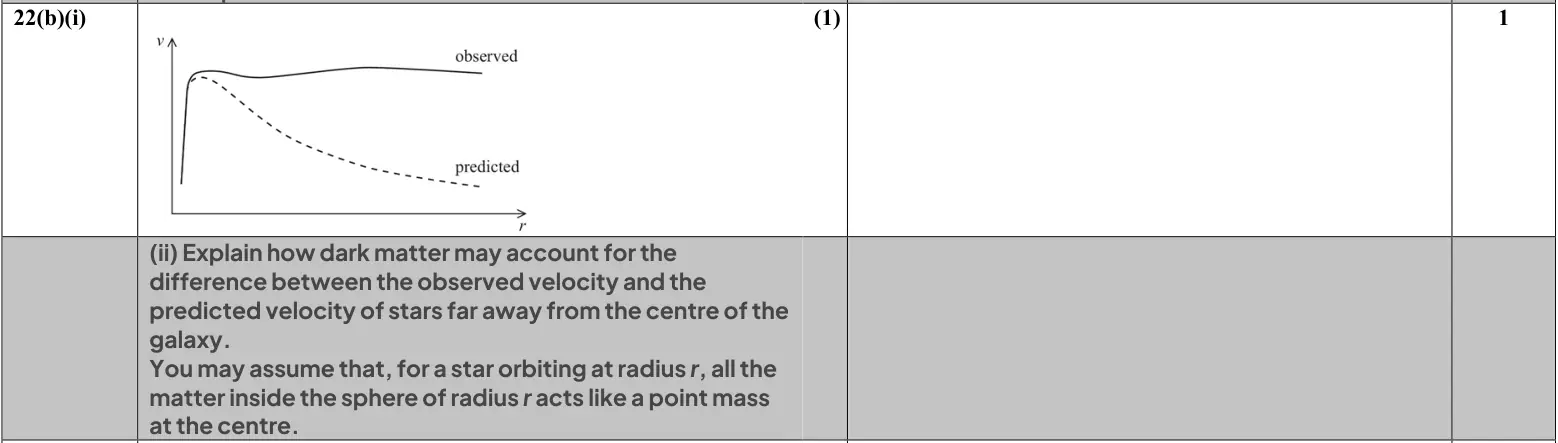 22(b)(i)
(1)
1
v
observed
predicted
r
(ii) Explain how dark matter may account for the
difference between the observed velocity and the
predicted velocity of stars far away from the centre of the
galaxy.
You may assume that, for a star orbiting at radius r, all the
matter inside the sphere of radius r acts like a point mass
at the centre.